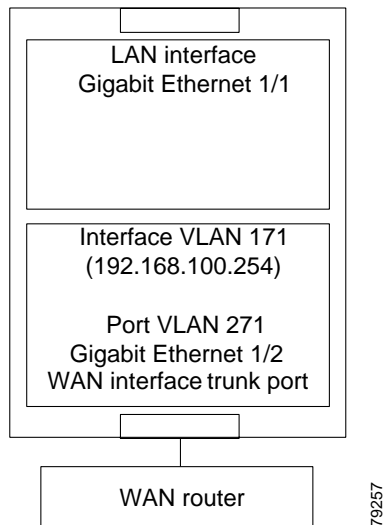 LAN interface
Gigabit Ethernet 1/1
Interface VLAN 171
(192.168.100.254)
Port VLAN 271
Gigabit Ethernet 1/2
WAN interface trunk port
WAN router
79257